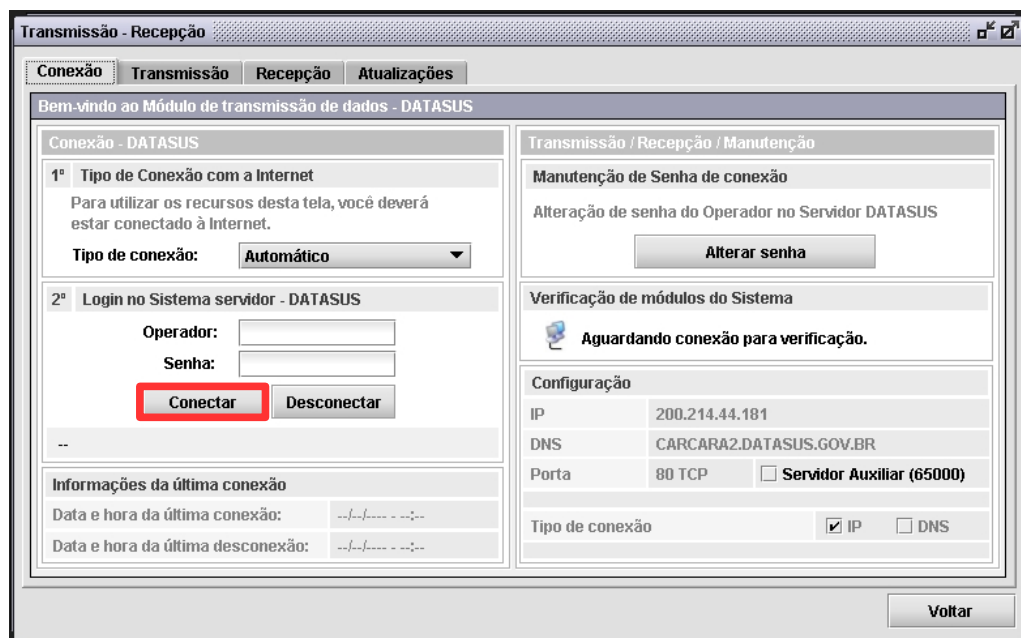 Transmissão - Recepção
Conexão Transmissão Recepção Atualizações
Bem-vindo ao Módulo de transmissão de dados - DATASUS
Conexão - DATASUS
1º Tipo de Conexão com a Internet
Para utilizar os recursos desta tela, você deverá
estar conectado à Internet.
Tipo de conexão: Automático
2º Login no Sistema servidor - DATASUS
Operador:
Senha:
Conectar Desconectar
--
Informações da última conexão
Data e hora da última conexão: --/--/---- - --:--
Data e hora da última desconexão: --/--/---- - --:--
Transmissão / Recepção / Manutenção
Manutenção de Senha de conexão
Alteração de senha do Operador no Servidor DATASUS
Alterar senha
Verificação de módulos do Sistema
Aguardando conexão para verificação.
Configuração
IP 200.214.44.181
DNS CARCARA2.DATASUS.GOV.BR
Porta 80 TCP Servidor Auxiliar (65000)
Tipo de conexão IP DNS
Voltar